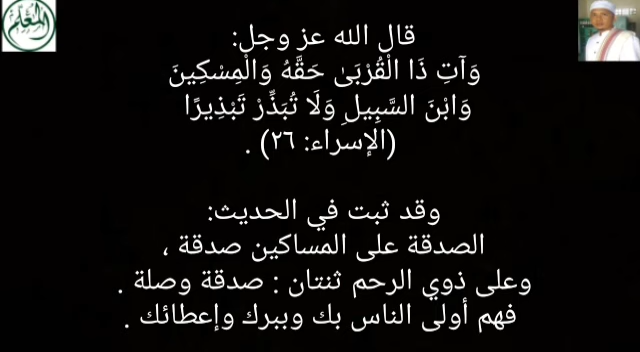 المعلم
قال الله عز وجل:
وَآتِ ذَا الْقُرْبَىٰ حَقَّهُ وَالْمِسْكِينَ
وَابْنَ السَّبِيلِ وَلَا تُبَذِّرْ تَبْذِيرًا
(الإسراء: ٢٦) .
وقد ثبت في الحديث:
الصدقة على المساكين صدقة ،
وعلى ذوي الرحم ثنتان : صدقة وصلة .
فهم أولى الناس بك وببرك وإعطائك .